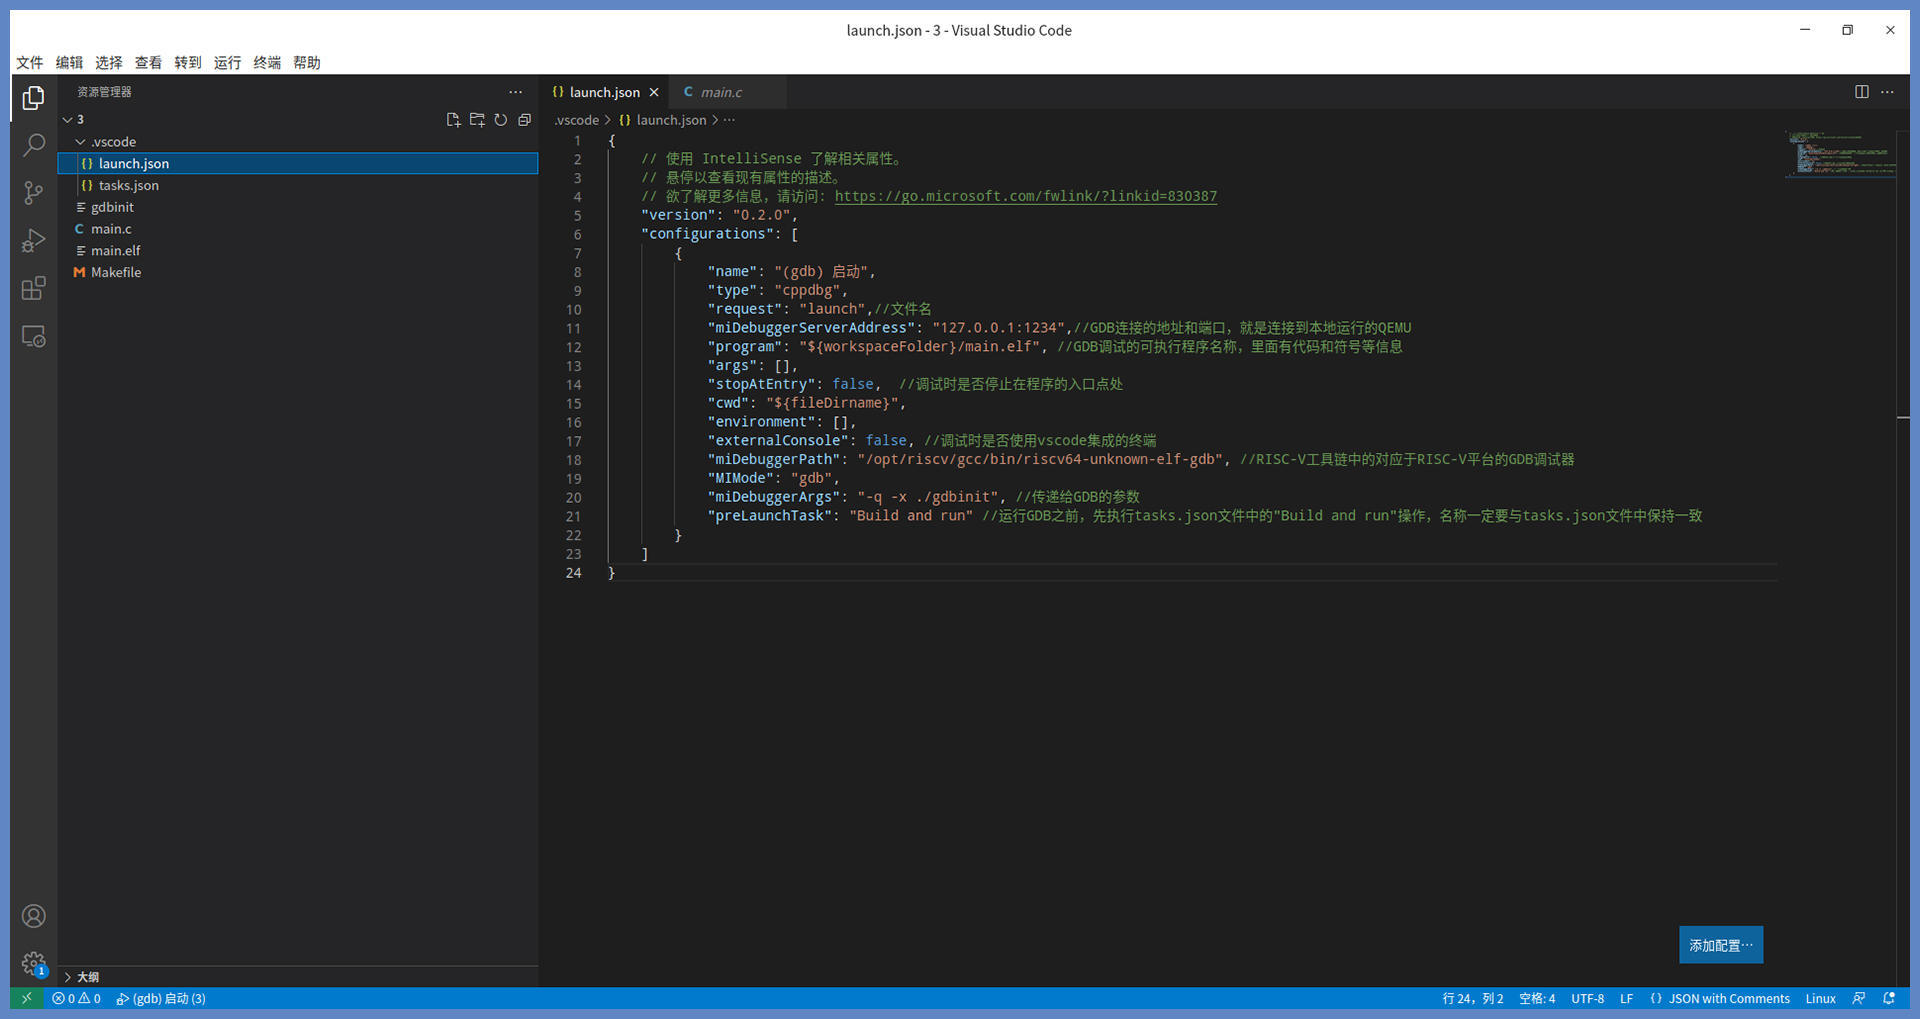 launch.json - 3 - Visual Studio Code
文件 编辑 选择 查看 转到 运行 终端 帮助
资源管理器
3
.vscode
{} launch.json
{} tasks.json
gdbinit
C main.c
main.elf
M Makefile
大纲
{} launch.json
C main.c
.vscode > {} launch.json > ...
1 {
2 // 使用 IntelliSense 了解相关属性。
3 // 悬停以查看现有属性的描述。
4 // 欲了解更多信息，请访问: https://go.microsoft.com/fwlink/?linkid=830387
5 "version": "0.2.0",
6 "configurations": [
7 {
8 "name": "(gdb) 启动",
9 "type": "cppdbg",
10 "request": "launch",//文件名
11 "miDebuggerServerAddress": "127.0.0.1:1234",//GDB连接的地址和端口，就是连接到本地运行的QEMU
12 "program": "${workspaceFolder}/main.elf", //GDB调试的可执行程序名称，里面有代码和符号等信息
13 "args": [],
14 "stopAtEntry": false,  //调试时是否停止在程序的入口点处
15 "cwd": "${fileDirname}",
16 "environment": [],
17 "externalConsole": false, //调试时是否使用vscode集成的终端
18 "miDebuggerPath": "/opt/riscv/gcc/bin/riscv64-unknown-elf-gdb", //RISC-V工具链中的对应于RISC-V平台的GDB调试器
19 "MIMode": "gdb",
20 "miDebuggerArgs": "-q -x ./gdbinit", //传递给GDB的参数
21 "preLaunchTask": "Build and run" //运行GDB之前，先执行tasks.json文件中的"Build and run"操作，名称一定要与tasks.json文件中保持一致
22 }
23 ]
24 }
添加配置...
1
0 0 (gdb) 启动 (3) 行 24，列 2 空格: 4 UTF-8 LF {} JSON with Comments Linux